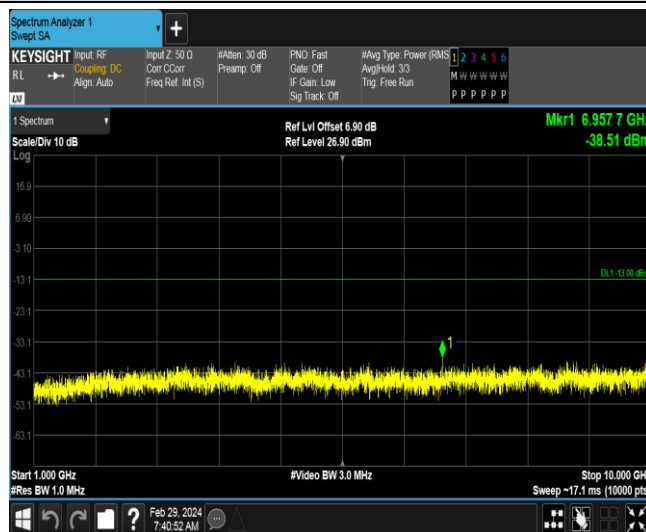 Spectrum Analyzer 1
Swept SA
+
KEYSIGHT
RL
LXI
Input: RF
Coupling: DC
Align: Auto
Input Z: 50 Ω
Corr CCorr
Freq Ref: Int (S)
#Atten: 30 dB
Preamp: Off
PNO: Fast
Gate: Off
IF Gain: Low
Sig Track: Off
#Avg Type: Power (RMS
Avg|Hold: 3/3
Trig: Free Run
1 2 3 4 5 6
M W W W W W
P P P P P P
1 Spectrum
Scale/Div 10 dB
Log
Ref Lvl Offset 6.90 dB
Ref Level 26.90 dBm
Mkr1 6.957 7 GHz
-38.51 dBm
16.9
6.90
-3.10
-13.1
DL1 -13.00 dBm
-23.1
-33.1
1
-43.1
-53.1
-63.1
Start 1.000 GHz
#Res BW 1.0 MHz
#Video BW 3.0 MHz
Stop 10.000 GHz
Sweep ~17.1 ms (10000 pts
?
Feb 29, 2024
7:40:52 AM